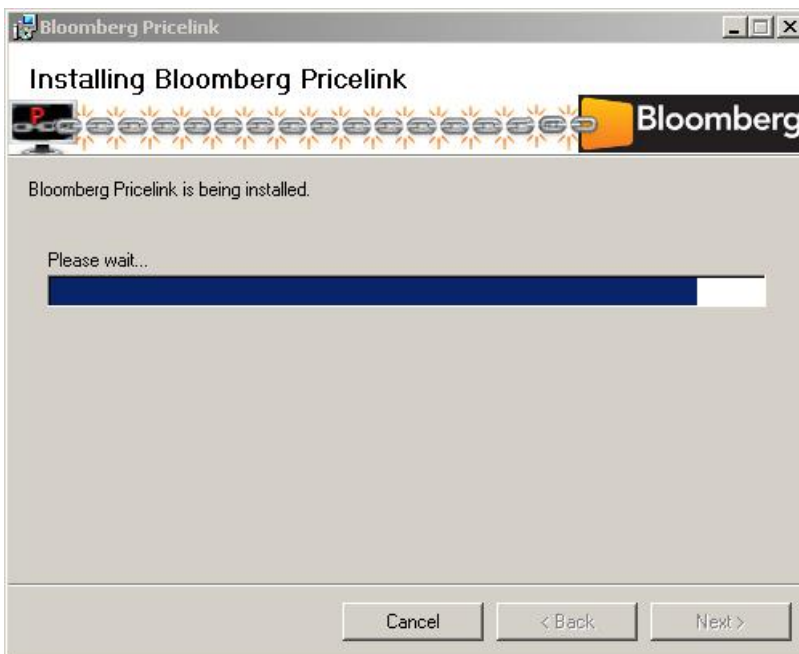 Bloomberg Pricelink
Installing Bloomberg Pricelink
P
Bloomberg
Bloomberg Pricelink is being installed.
Please wait...
Cancel
< Back
Next >